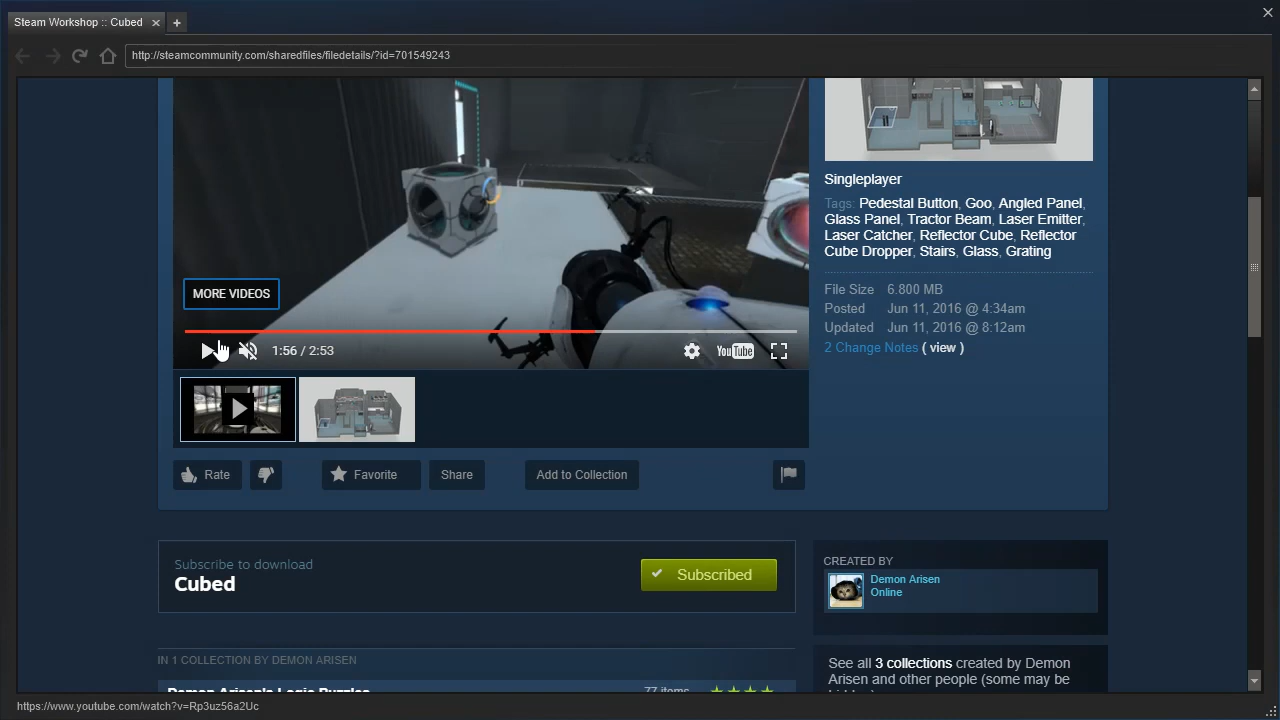 Steam Workshop :: Cubed
http://steamcommunity.com/sharedfiles/filedetails/?id=701549243
MORE VIDEOS
1:56 / 2:53
YouTube
Rate
Favorite
Share
Add to Collection
Singleplayer
Tags: Pedestal Button, Goo, Angled Panel,
Glass Panel, Tractor Beam, Laser Emitter,
Laser Catcher, Reflector Cube, Reflector
Cube Dropper, Stairs, Glass, Grating
File Size 6.800 MB
Posted Jun 11, 2016 @ 4:34am
Updated Jun 11, 2016 @ 8:12am
2 Change Notes ( view )
Subscribe to download
Cubed
Subscribed
CREATED BY
Demon Arisen
Online
IN 1 COLLECTION BY DEMON ARISEN
Demon Arisen's Logic Puzzles
77 items
See all 3 collections created by Demon
Arisen and other people (some may be
https://www.youtube.com/watch?v=Rp3uz56a2Uc